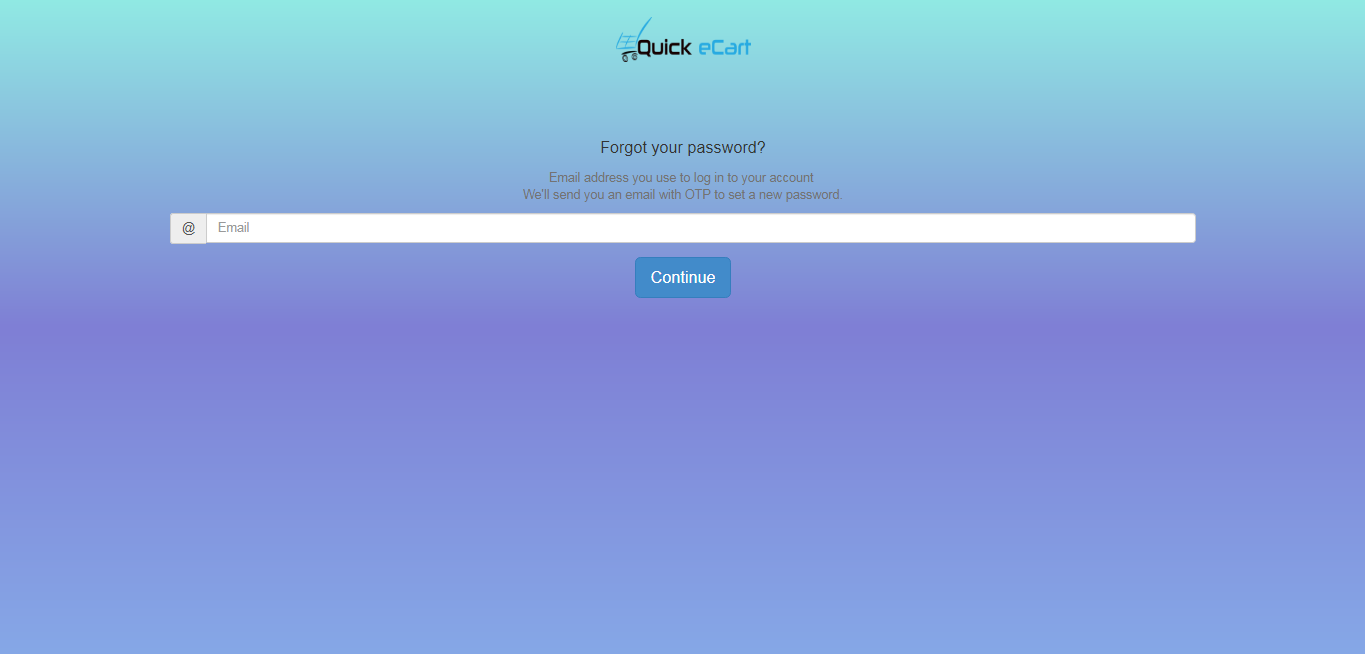 Quick eCart
Forgot your password?
Email address you use to log in to your account
We'll send you an email with OTP to set a new password.
@ Email
Continue